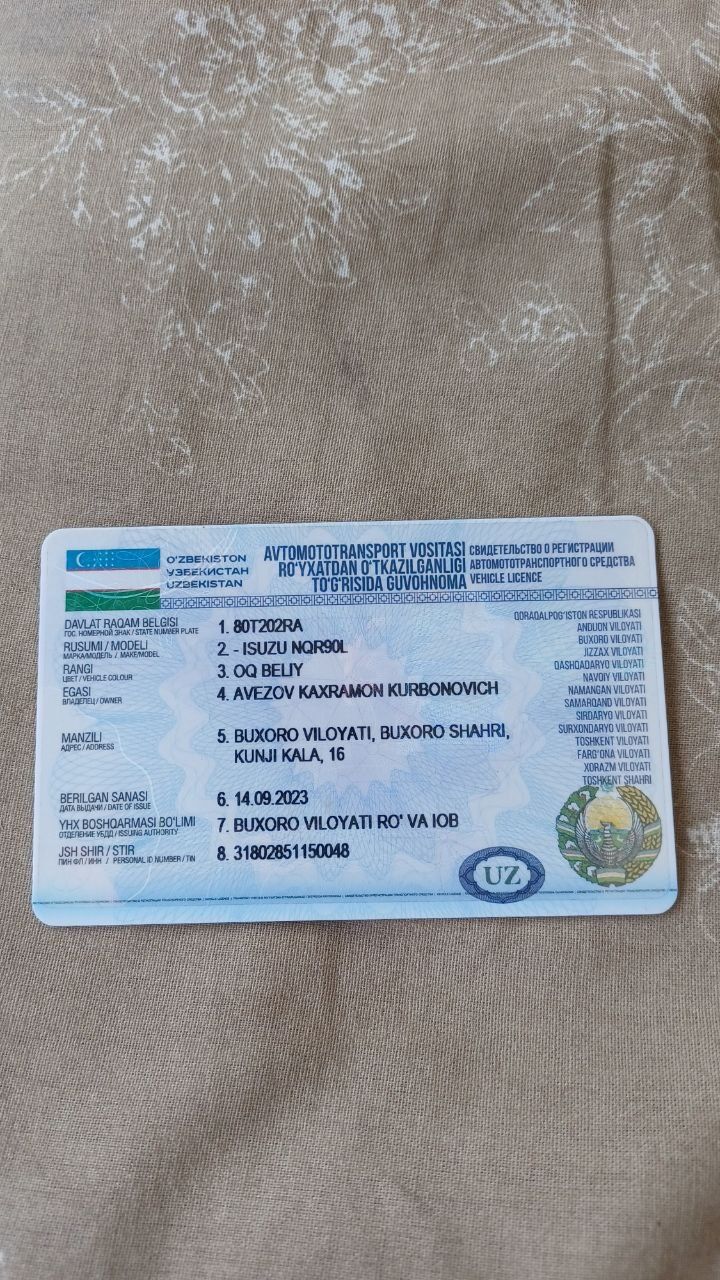 O'ZBEKISTON
ЎЗБЕКИСТАН
UZBEKISTAN
AVTOMOTOTRANSPORT VOSITASI
RO'YXATDAN O'TKAZILGANLIGI
TO'G'RISIDA GUVOHNOMA
СВИДЕТЕЛЬСТВО О РЕГИСТРАЦИИ
АВТОМОТОТРАНСПОРТНОГО СРЕДСТВА
VEHICLE LICENCE
DAVLAT RAQAM BELGISI
ГОС. НОМЕРНОЙ ЗНАК / STATE NUMBER PLATE
1. 80T202RA
RUSUMI / MODELI
МАРКА/МОДЕЛЬ / MAKE/MODEL
2. - ISUZU NQR90L
RANGI
ЦВЕТ / VEHICLE COLOUR
3. OQ BELIY
EGASI
ВЛАДЕЛЕЦ / OWNER
4. AVEZOV KAXRAMON KURBONOVICH
MANZILI
АДРЕС / ADDRESS
5. BUXORO VILOYATI, BUXORO SHAHRI,
KUNJI KALA, 16
BERILGAN SANASI
ДАТА ВЫДАЧИ / DATE OF ISSUE
6. 14.09.2023
YHX BOSHQARMASI BO'LIMI
ОТДЕЛЕНИЕ УБДД / ISSUING AUTHORITY
7. BUXORO VILOYATI RO' VA IOB
JSH SHIR / STIR
ПИН ФЛ / ИНН / PERSONAL ID NUMBER / TIN
8. 31802851150048
QORAQALPOG'ISTON RESPUBLIKASI
ANDIJON VILOYATI
BUXORO VILOYATI
JIZZAX VILOYATI
QASHQADARYO VILOYATI
NAVOIY VILOYATI
NAMANGAN VILOYATI
SAMARQAND VILOYATI
SIRDARYO VILOYATI
SURXONDARYO VILOYATI
TOSHKENT VILOYATI
FARG'ONA VILOYATI
XORAZM VILOYATI
TOSHKENT SHAHRI
UZ